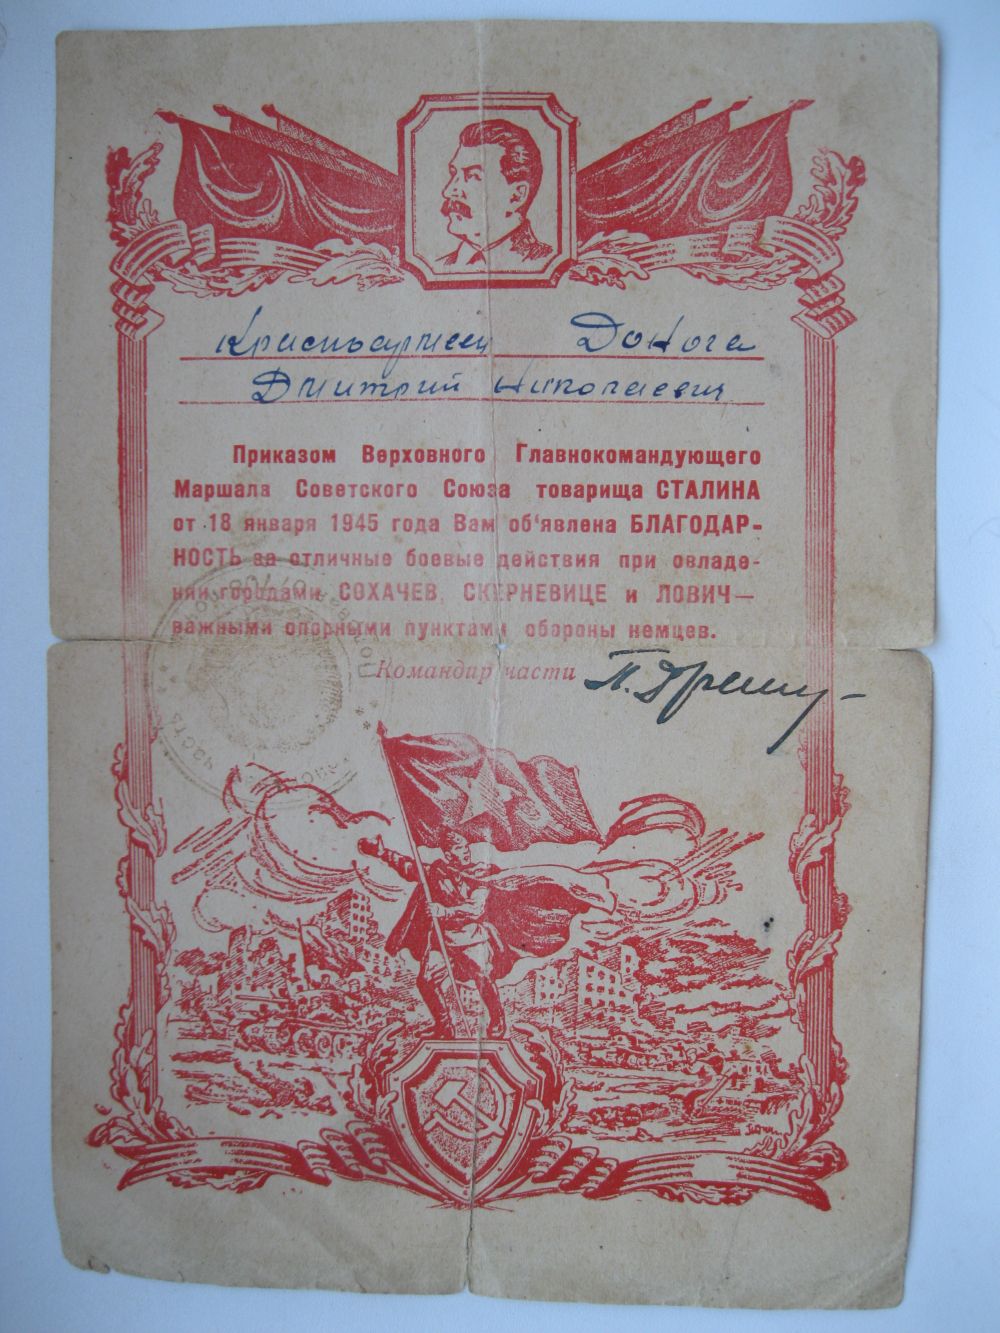 Красноармеец Донога
Дмитрий Николаевич
Приказом Верховного Главнокомандующего
Маршала Советского Союза товарища СТАЛИНА
от 18 января 1945 года Вам об'явлена БЛАГОДАР-
НОСТЬ за отличные боевые действия при овладе-
нии городами СОХАЧЕВ, СКЕРНЕВИЦЕ и ЛОВИЧ—
важными опорными пунктами обороны немцев.
Командир части